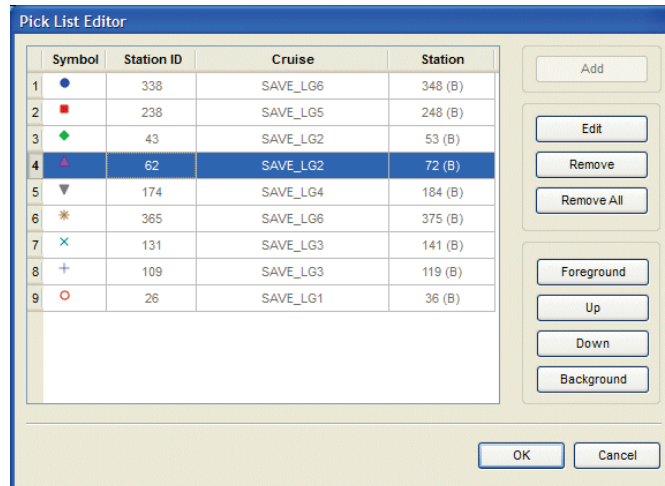 Pick List Editor
Symbol Station ID Cruise Station
1 338 SAVE_LG6 348 (B)
2 238 SAVE_LG5 248 (B)
3 43 SAVE_LG2 53 (B)
4 62 SAVE_LG2 72 (B)
5 174 SAVE_LG4 184 (B)
6 365 SAVE_LG6 375 (B)
7 131 SAVE_LG3 141 (B)
8 109 SAVE_LG3 119 (B)
9 26 SAVE_LG1 36 (B)
Add
Edit
Remove
Remove All
Foreground
Up
Down
Background
OK Cancel